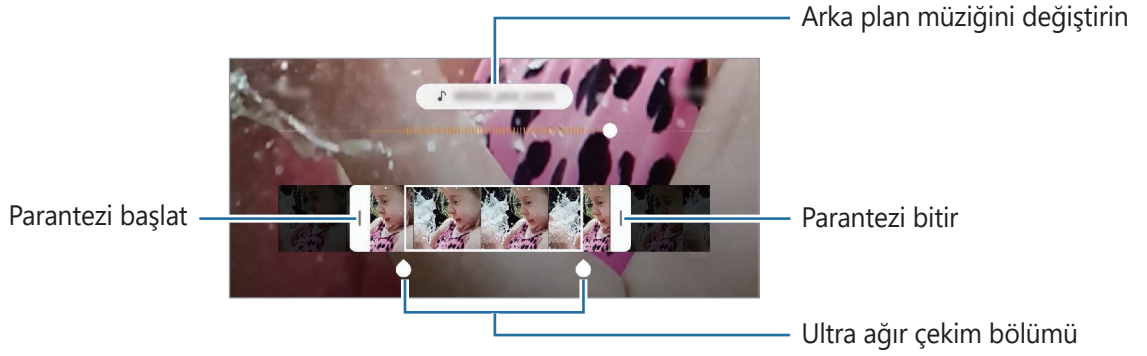 Arka plan müziğini değiştirin
Parantezi başlat
Parantezi bitir
Ultra ağır çekim bölümü